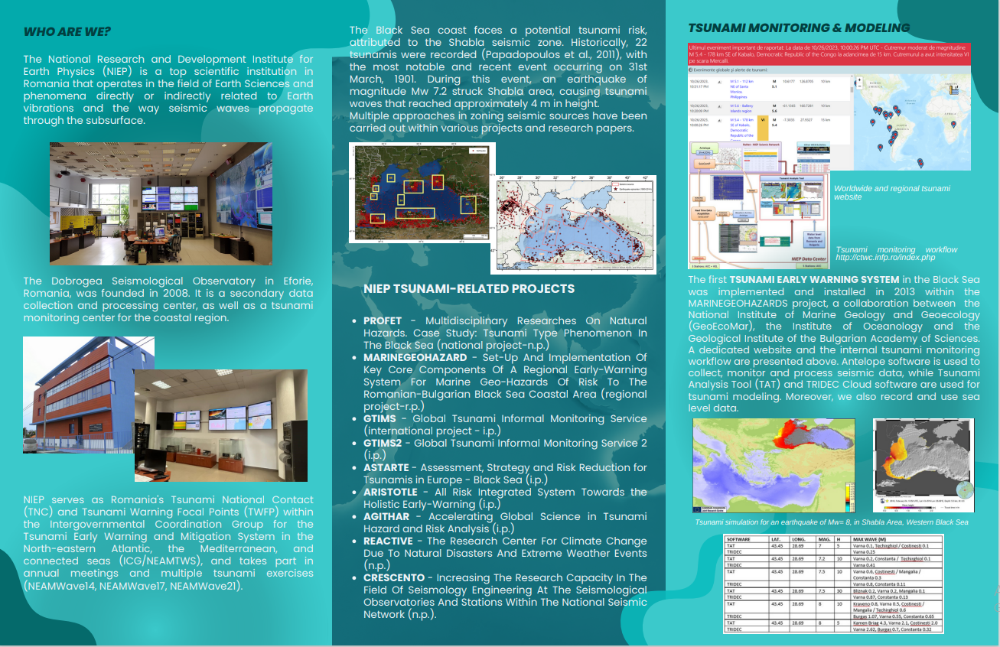 WHO ARE WE?
The National Research and Development Institute for
Earth Physics (NIEP) is a top scientific institution in
Romania that operates in the field of Earth Sciences and
phenomena directly or indirectly related to Earth
vibrations and the way seismic waves propagate
through the subsurface.
The Dobrogea Seismological Observatory in Eforie,
Romania, was founded in 2008. It is a secondary data
collection and processing center, as well as a tsunami
monitoring center for the coastal region.
NIEP serves as Romania's Tsunami National Contact
(TNC) and Tsunami Warning Focal Points (TWFP) within
the Intergovernmental Coordination Group for the
Tsunami Early Warning and Mitigation System in the
North-eastern Atlantic, the Mediterranean, and
connected seas (ICG/NEAMTWS), and takes part in
annual meetings and multiple tsunami exercises
(NEAMWave14, NEAMWave17, NEAMWave21).
The Black Sea coast faces a potential tsunami risk,
attributed to the Shabla seismic zone. Historically, 22
tsunamis were recorded (Papadopoulos et al., 2011), with
the most notable and recent event occurring on 31st
March, 1901. During this event, an earthquake of
magnitude Mw 7.2 struck Shabla area, causing tsunami
waves that reached approximately 4 m in height.
Multiple approaches in zoning seismic sources have been
carried out within various projects and research papers.
NIEP TSUNAMI-RELATED PROJECTS
• PROFET - Multidisciplinary Researches On Natural
Hazards. Case Study: Tsunami Type Phenomenon In
The Black Sea (national project-n.p.)
• MARINEGEOHAZARD - Set-Up And Implementation Of
Key Core Components Of A Regional Early-Warning
System For Marine Geo-Hazards Of Risk To The
Romanian-Bulgarian Black Sea Coastal Area (regional
project-r.p.)
• GTIMS - Global Tsunami Informal Monitoring Service
(international project - i.p.)
• GTIMS2 - Global Tsunami Informal Monitoring Service 2
(i.p.)
• ASTARTE - Assessment, Strategy and Risk Reduction for
Tsunamis in Europe - Black Sea (i.p.)
• ARISTOTLE - All Risk Integrated System Towards the
Holistic Early-Warning (i.p.)
• AGITHAR - Accelerating Global Science in Tsunami
Hazard and Risk Analysis (i.p.)
• REACTIVE - The Research Center For Climate Change
Due To Natural Disasters And Extreme Weather Events
(n.p.)
• CRESCENTO - Increasing The Research Capacity In The
Field Of Seismology Engineering At The Seismological
Observatories And Stations Within The National Seismic
Network (n.p.).
TSUNAMI MONITORING & MODELING
Ultimul eveniment important de raportat: La data de 10/26/2023, 10:00:26 PM UTC - Cutremur moderat de magnitudine
M 5.4 - 178 km SE of Kabalo, Democratic Republic of the Congo la adancimea de 15 km. Cutremurul a avut intensitatea VI
pe scara Mercalli.
Evenimente globale și alerte de tsunami
Worldwide and regional tsunami
website
NIEP Data Center
Tsunami monitoring workflow
http://ctwc.infp.ro/index.php
The first TSUNAMI EARLY WARNING SYSTEM in the Black Sea
was implemented and installed in 2013 within the
MARINEGEOHAZARDS project, a collaboration between the
National Institute of Marine Geology and Geoecology
(GeoEcoMar), the Institute of Oceanology and the
Geological Institute of the Bulgarian Academy of Sciences.
A dedicated website and the internal tsunami monitoring
workflow are presented above. Antelope software is used to
collect, monitor and process seismic data, while Tsunami
Analysis Tool (TAT) and TRIDEC Cloud software are used for
tsunami modeling. Moreover, we also record and use sea
level data.
Tsunami simulation for an earthquake of Mw= 8, in Shabla Area, Western Black Sea
SOFTWARE LAT. LONG. MAG. H MAX WAVE (M)
TAT 43.45 28.69 7 5 Varna 0.1, Techirghiol / Costinesti 0.1
TRIDEC Varna 0.25
TAT 43.45 28.69 7.2 10 Varna 0.2, Constanta / Techirghiol 0.1
TRIDEC Varna 0.41
TAT 43.45 28.69 7.5 10 Varna 0.6, Costinesti / Mangalia /
Constanta 0.3
TRIDEC Varna 0.8, Constanta 0.11
TAT 43.45 28.69 7.5 30 Bliznak 0.2, Varna 0.2, Mangalia 0.1
TRIDEC Varna 0.87, Constanta 0.13
TAT 43.45 28.69 8 10 Kraveno 0.8, Varna 0.5, Costinesti /
Mangalia / Techirghiol 0.6
TRIDEC Burgas 1.07, Varna 0.55, Constanta 0.65
TAT 43.45 28.69 8 5 Kamen Briag 4.3, Varna 2.1, Costinesti 2.0
TRIDEC Varna 2.62, Burgas 0.7, Constanta 0.32